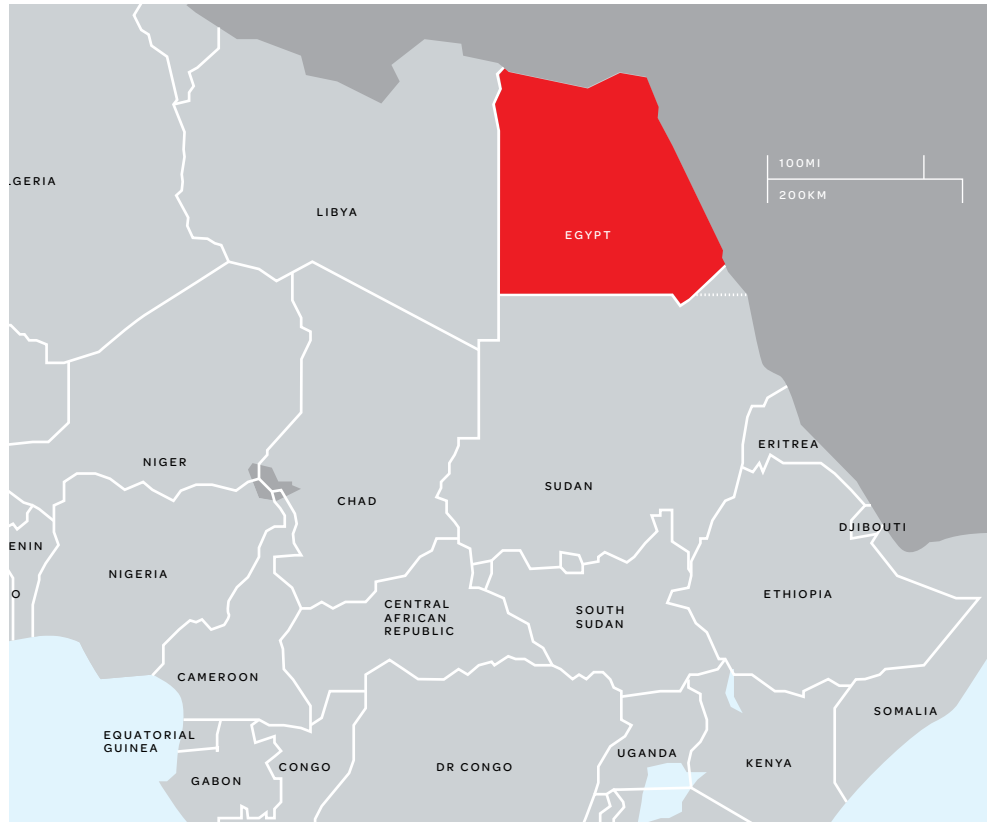 100MI
LGERIA
200KM
LIBYA
EGYPT
ERITREA
NIGER
SUDAN
CHAD
DJIBOUTI
ENIN
NIGERIA
O
ETHIOPIA
CENTRAL
AFRICAN
REPUBLIC
SOUTH
SUDAN
CAMEROON
SOMALIA
EQUATORIAL
GUINEA
UGANDA
KENYA
CONGO
DR CONGO
GABON